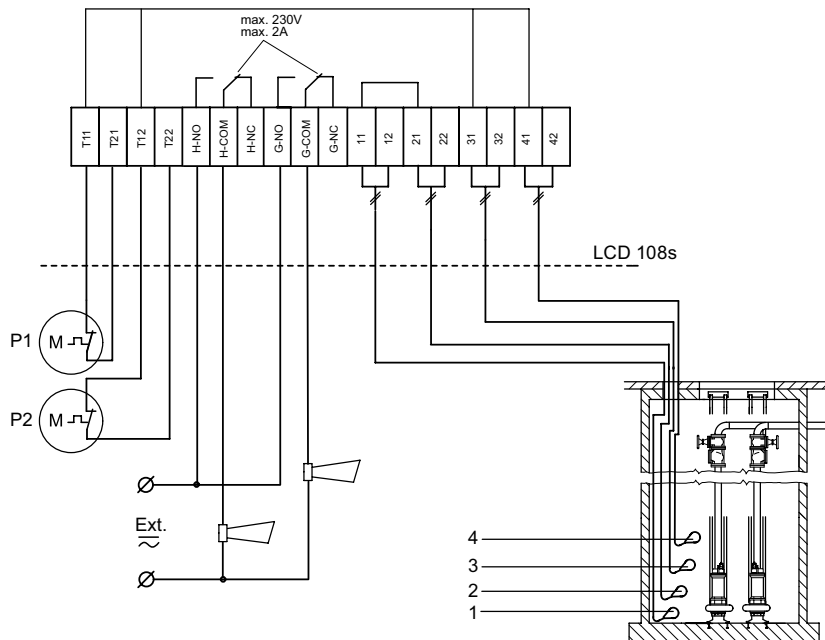 max. 230V
max. 2A
T11 T21 T12 T22 H-NO H-COM H-NC G-NO G-COM G-NC 11 12 21 22 31 32 41 42
LCD 108s
P1 M
P2 M
Ext.
4
3
2
1